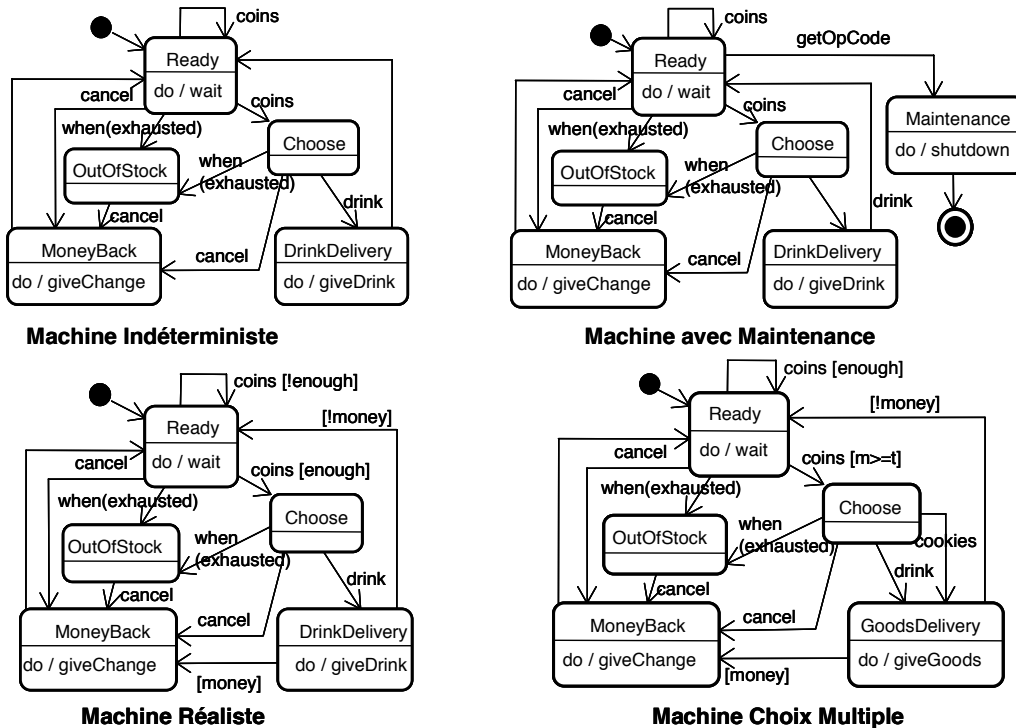 coins
Ready
do / wait
cancel
coins
when(exhausted)
Choose
OutOfStock
when
(exhausted)
cancel
drink
MoneyBack
do / giveChange
cancel
DrinkDelivery
do / giveDrink
Machine Indéterministe
coins
getOpCode
Ready
do / wait
cancel
coins
Maintenance
do / shutdown
when(exhausted)
Choose
OutOfStock
when
(exhausted)
cancel
drink
MoneyBack
do / giveChange
cancel
DrinkDelivery
do / giveDrink
Machine avec Maintenance
coins [!enough]
Ready
[!money]
do / wait
cancel
coins [enough]
when(exhausted)
Choose
OutOfStock
when
(exhausted)
cancel
drink
MoneyBack
do / giveChange
cancel
DrinkDelivery
do / giveDrink
[money]
Machine Réaliste
coins [enough]
Ready
[!money]
do / wait
cancel
coins [m>=t]
when(exhausted)
Choose
OutOfStock
when
(exhausted)
cookies
cancel
drink
MoneyBack
do / giveChange
cancel
GoodsDelivery
do / giveGoods
[money]
Machine Choix Multiple